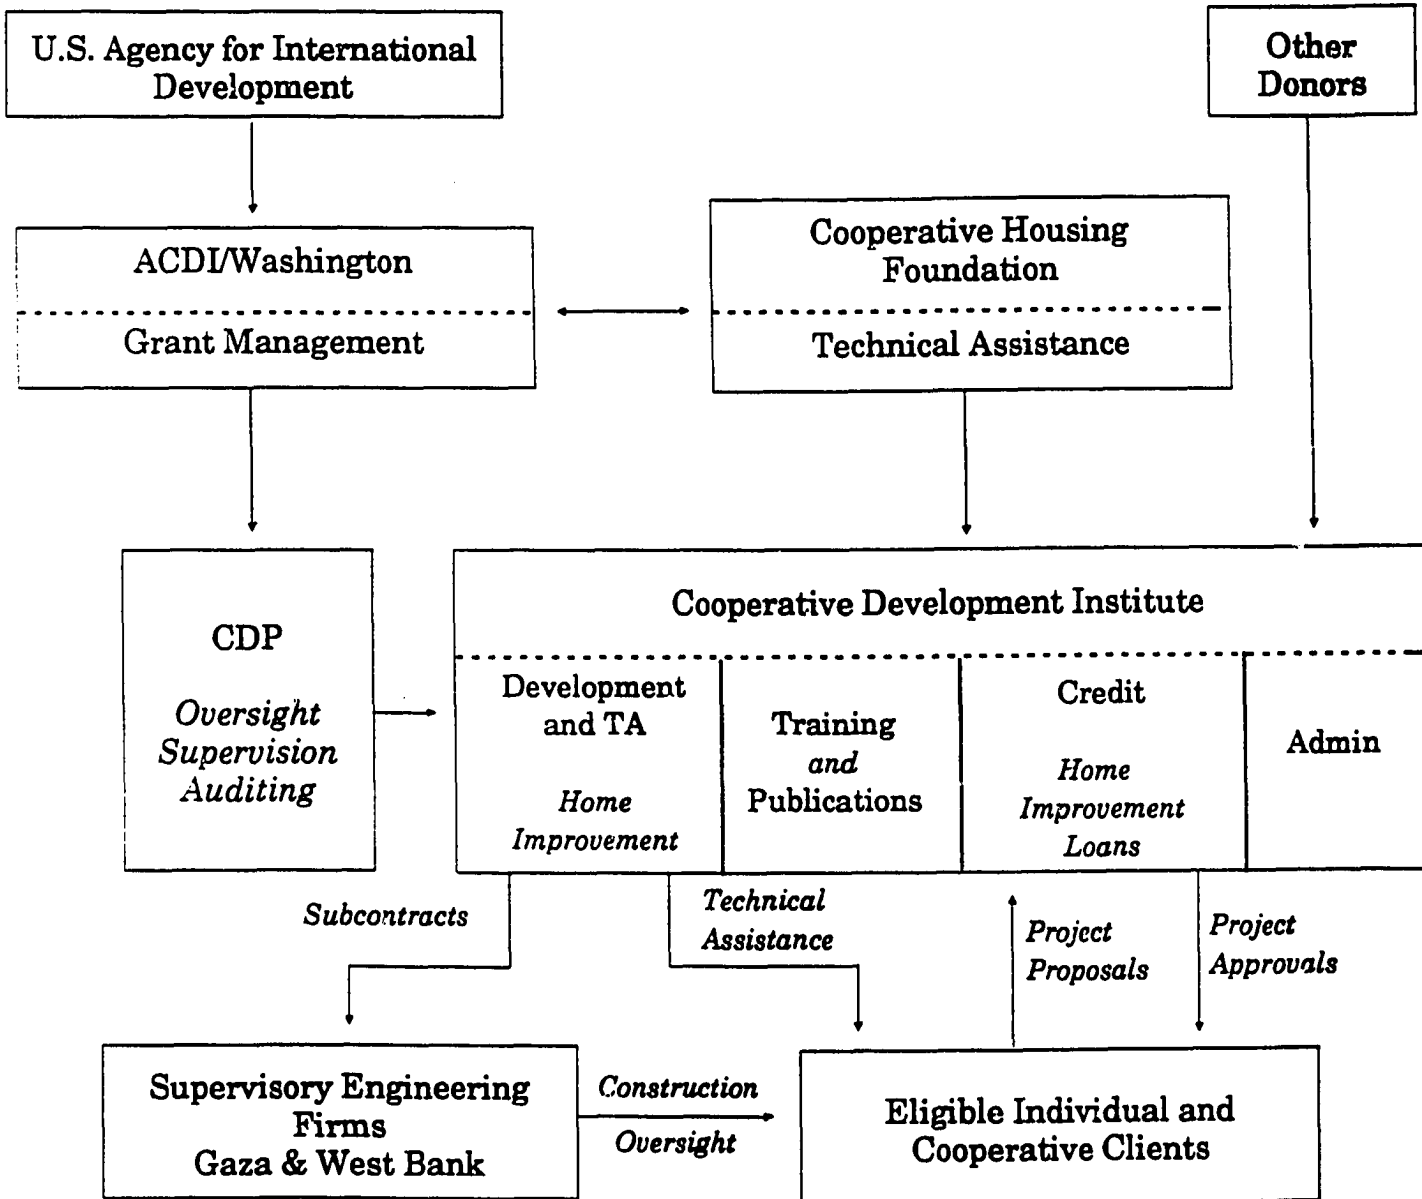 U.S. Agency for International
Development
Other
Donors
ACDI/Washington
Grant Management
Cooperative Housing
Foundation
Technical Assistance
CDP
Oversight
Supervision
Auditing
Cooperative Development Institute
Development
and TA
Home
Improvement
Training
and
Publications
Credit
Home
Improvement
Loans
Admin
Subcontracts
Technical
Assistance
Project
Proposals
Project
Approvals
Supervisory Engineering
Firms
Gaza & West Bank
Construction
Oversight
Eligible Individual and
Cooperative Clients